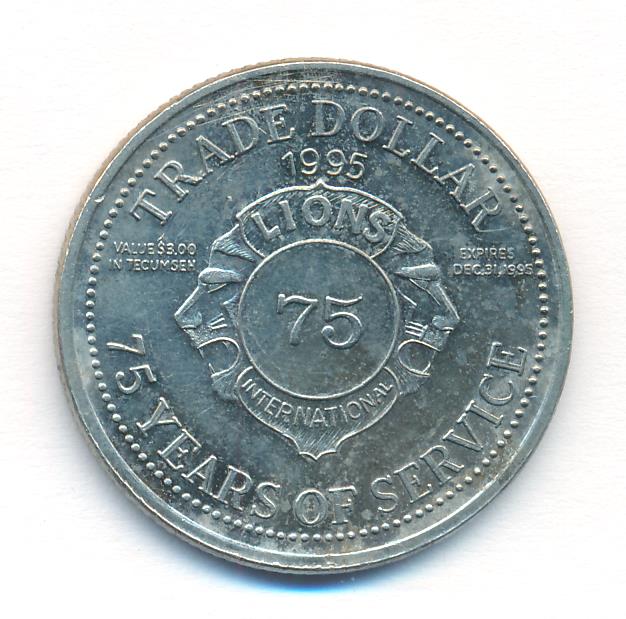 TRADE DOLLAR
1995
LIONS
VALUE $3.00
IN TECUMSEH
EXPIRES
DEC.31,1995
75
INTERNATIONAL
75 YEARS OF SERVICE